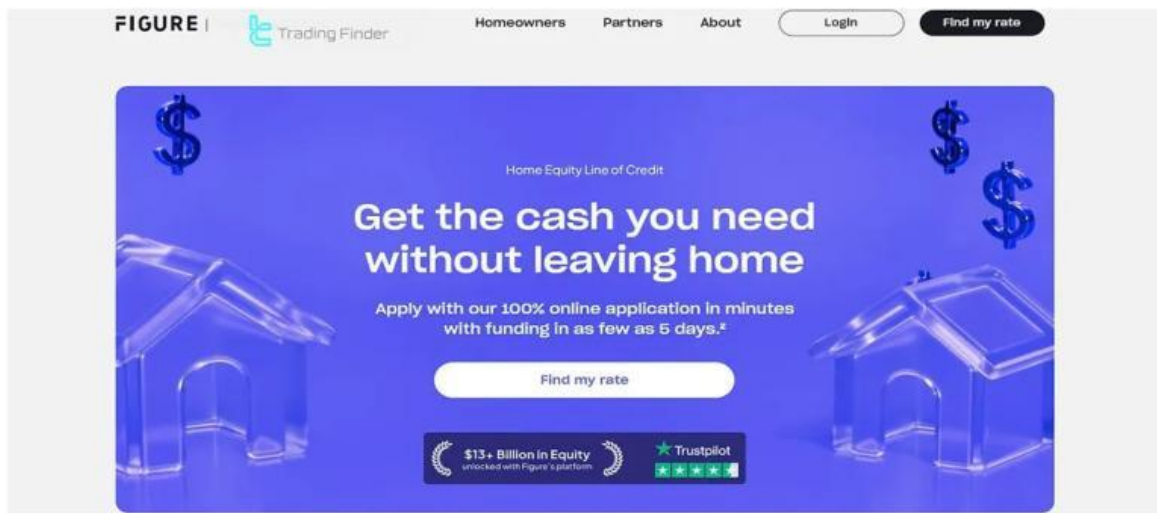 FIGURE
Trading Finder
Homeowners
Partners
About
Login
Find my rate
Home Equity Line of Credit
Get the cash you need
without leaving home
Apply with our 100% online application in minutes
with funding in as few as 5 days.²
Find my rate
$13+ Billion in Equity
unlocked with Figure's platform
Trustpilot